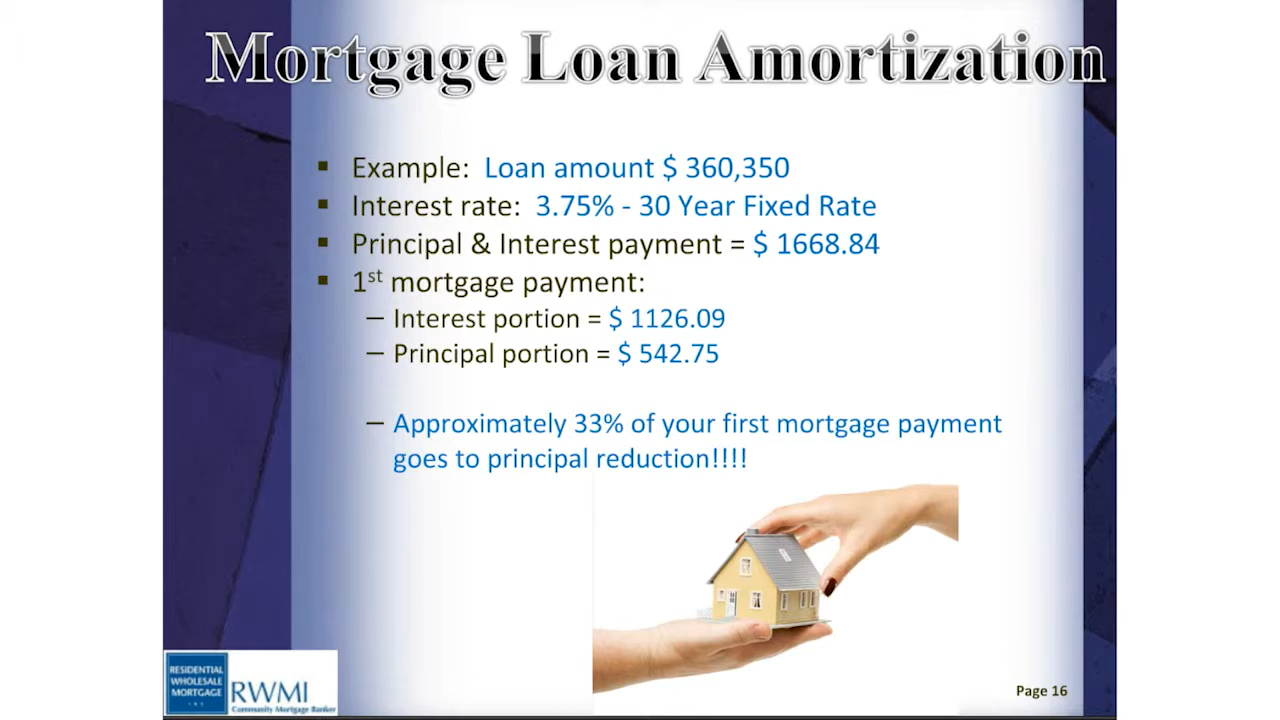 Mortgage Loan Amortization
▪ Example: Loan amount $ 360,350
▪ Interest rate: 3.75% - 30 Year Fixed Rate
▪ Principal & Interest payment = $ 1668.84
▪ 1st mortgage payment:
– Interest portion = $ 1126.09
– Principal portion = $ 542.75
– Approximately 33% of your first mortgage payment
goes to principal reduction!!!!
RESIDENTIAL
WHOLESALE
MORTGAGE
INC
RWMI
Community Mortgage Banker
Page 16